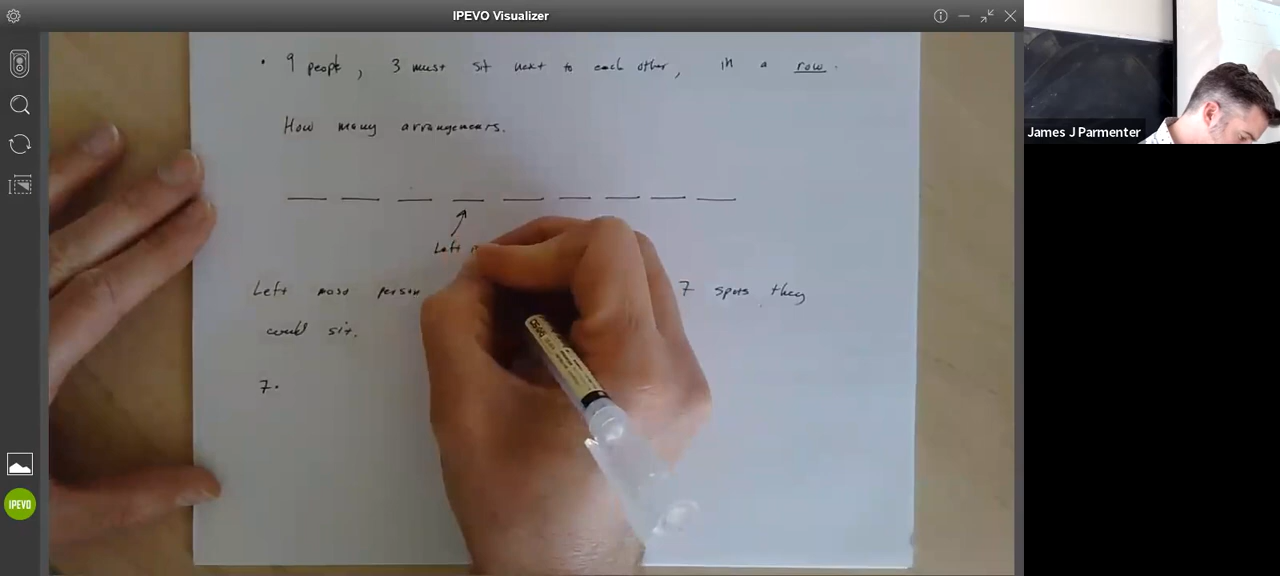 IPEVO Visualizer
• 9 people, 3 must sit next to each other, in a row.
How many arrangements.
Left
Left most person 7 spots they
could sit.
7.
IPEVO
James J Parmenter